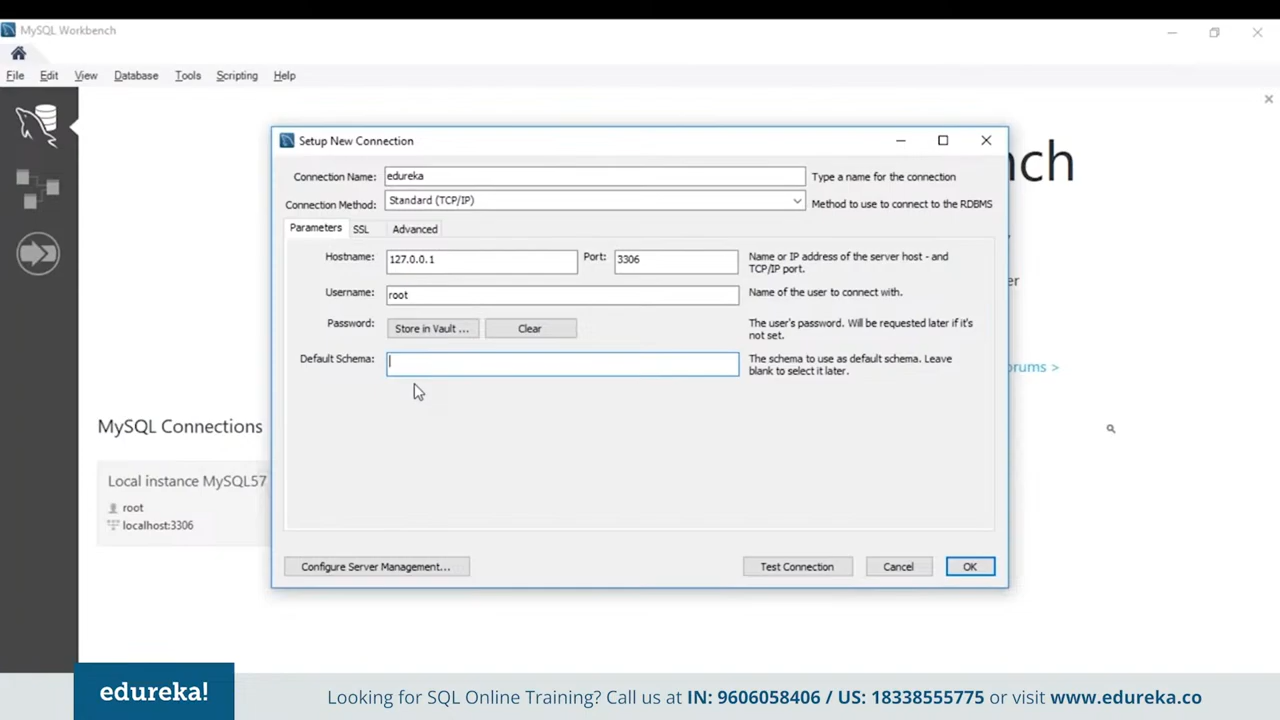 MySQL Workbench
File Edit View Database Tools Scripting Help
nch
Setup New Connection
Connection Name: edureka Type a name for the connection
Connection Method: Standard (TCP/IP) Method to use to connect to the RDBMS
Parameters SSL Advanced
Hostname: 127.0.0.1 Port: 3306 Name or IP address of the server host - and
TCP/IP port.
er
Username: root Name of the user to connect with.
Password: Store in Vault ... Clear The user's password. Will be requested later if it's
not set.
Default Schema: The schema to use as default schema. Leave
blank to select it later.
orums >
MySQL Connections
Local instance MySQL57
root
localhost:3306
Configure Server Management... Test Connection Cancel OK
edureka!
Looking for SQL Online Training? Call us at IN: 9606058406 / US: 18338555775 or visit www.edureka.co